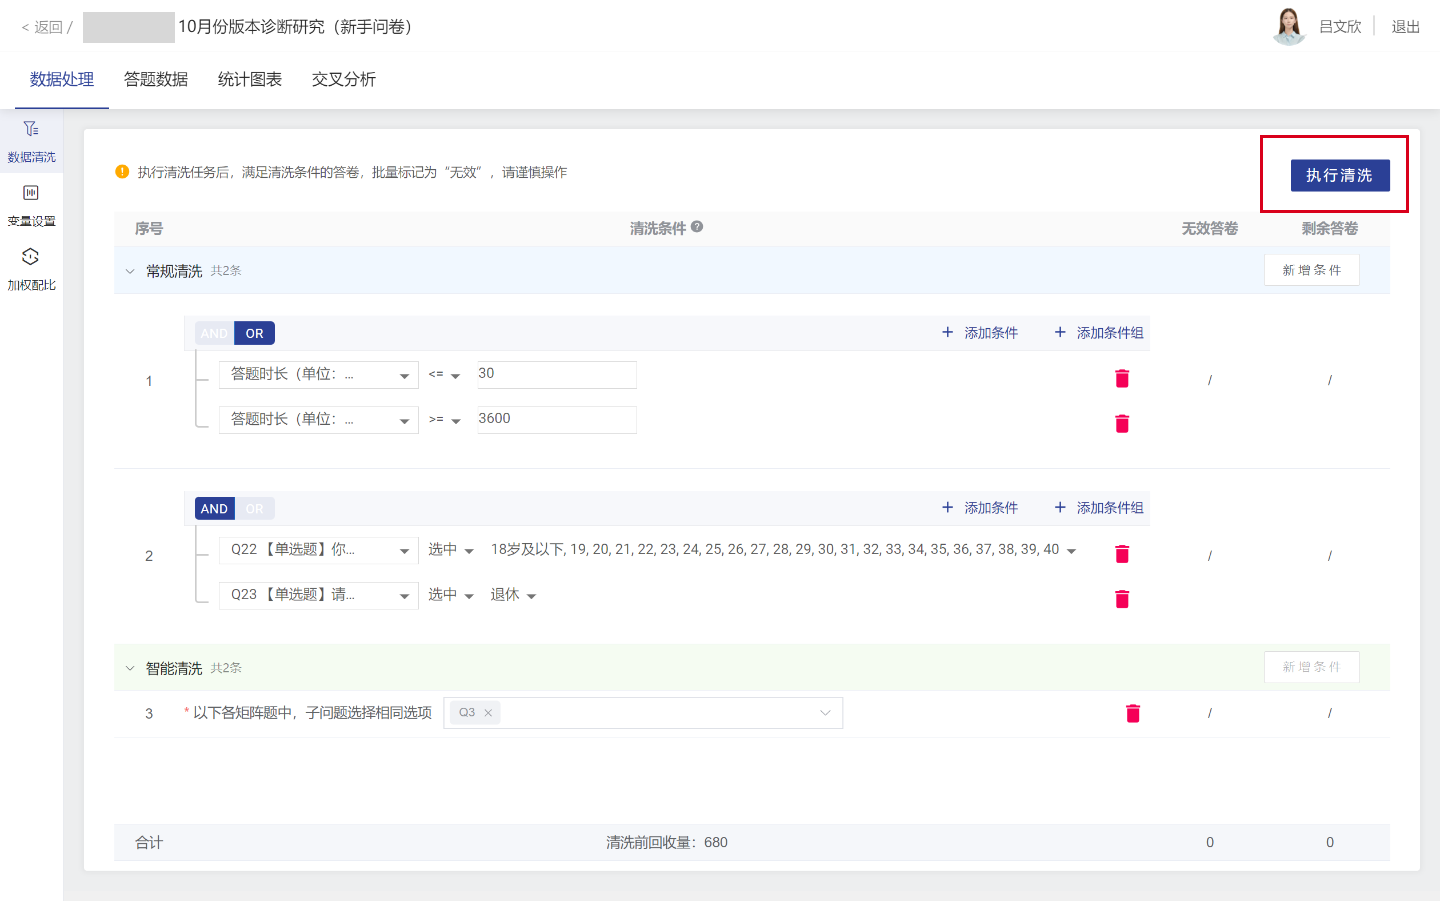 < 返回 / 10月份版本诊断研究（新手问卷） 吕文欣 退出
数据处理 答题数据 统计图表 交叉分析
数据清洗
变量设置
加权配比
执行清洗任务后，满足清洗条件的答卷，批量标记为“无效”，请谨慎操作 执行清洗
序号 清洗条件 无效答卷 剩余答卷
常规清洗 共2条 新增条件
AND OR + 添加条件 + 添加条件组
1 答题时长（单位：... <= 30 / /
答题时长（单位：... >= 3600
AND OR + 添加条件 + 添加条件组
2 Q22 【单选题】你... 选中 18岁及以下, 19, 20, 21, 22, 23, 24, 25, 26, 27, 28, 29, 30, 31, 32, 33, 34, 35, 36, 37, 38, 39, 40 / /
Q23 【单选题】请... 选中 退休
智能清洗 共2条 新增条件
3 * 以下各矩阵题中，子问题选择相同选项 Q3 × / /
合计 清洗前回收量：680 0 0